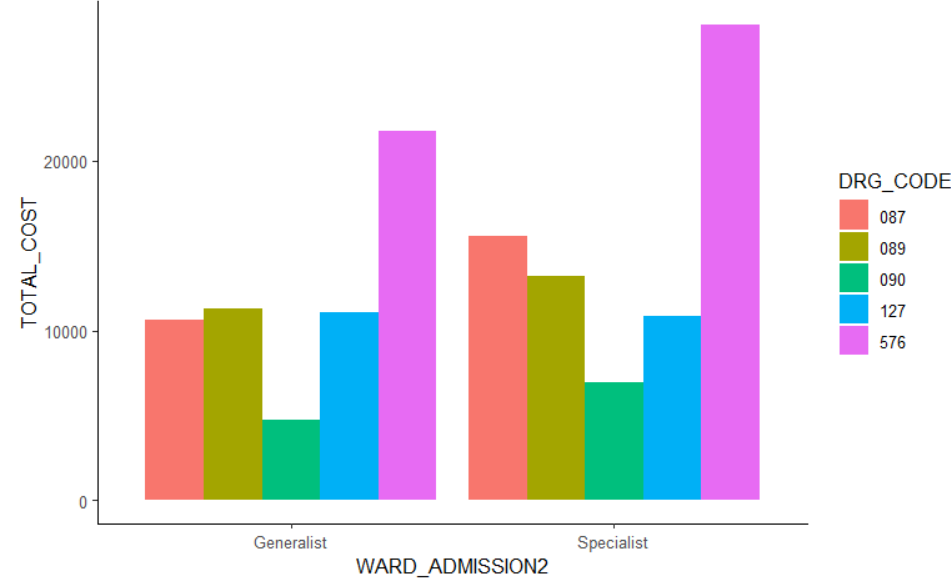 TOTAL_COST
20000
10000
0
Generalist
Specialist
WARD_ADMISSION2
DRG_CODE
087
089
090
127
576